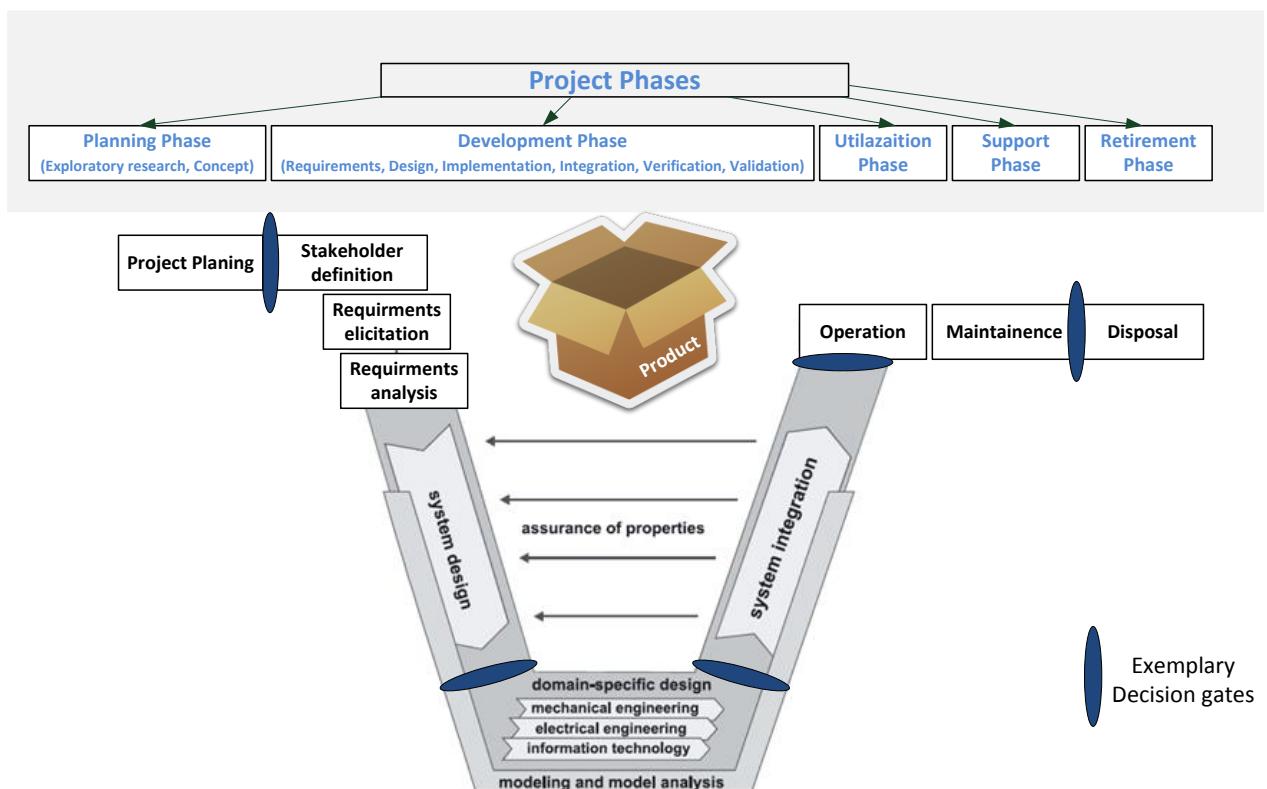 Project Phases
Planning Phase
(Exploratory research, Concept)
Development Phase
(Requirements, Design, Implementation, Integration, Verification, Validation)
Utilazaition
Phase
Support
Phase
Retirement
Phase
Project Planing
Stakeholder
definition
Requirments
elicitation
Requirments
analysis
Product
Operation
Maintainence
Disposal
system design
assurance of properties
system integration
domain-specific design
mechanical engineering
electrical engineering
information technology
modeling and model analysis
Exemplary
Decision gates